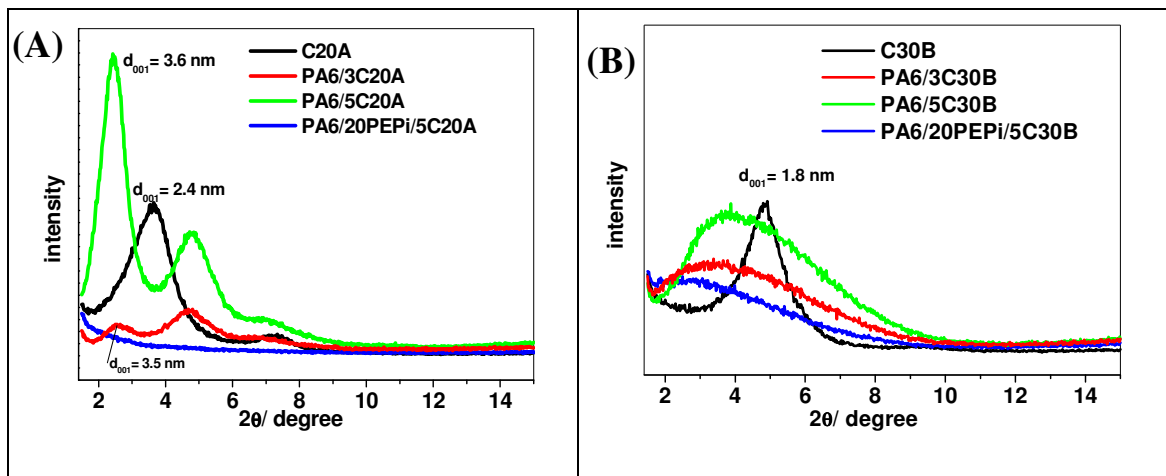 (A)
d001= 3.6 nm
C20A
PA6/3C20A
PA6/5C20A
PA6/20PEPi/5C20A
d001= 2.4 nm
d001= 3.5 nm
intensity
2 4 6 8 10 12 14
2θ/ degree
(B)
C30B
PA6/3C30B
PA6/5C30B
PA6/20PEPi/5C30B
d001= 1.8 nm
intensity
2 4 6 8 10 12 14
2θ/ degree